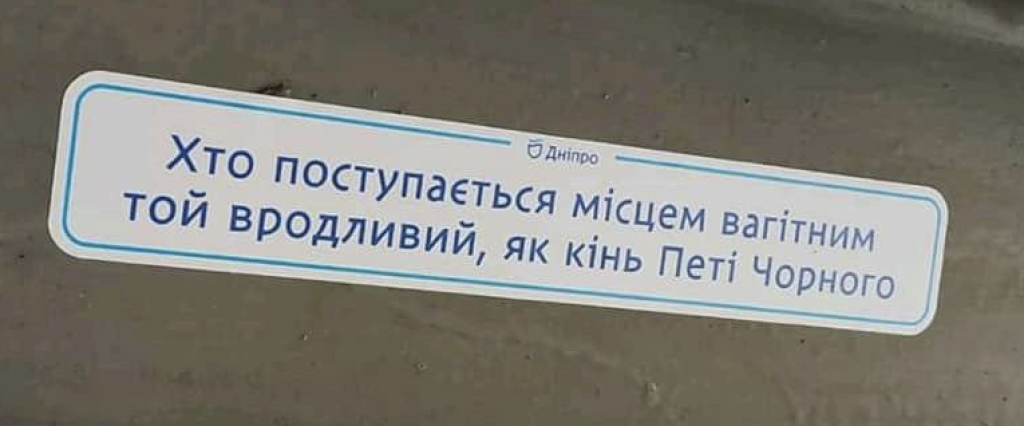 Дніпро
Хто поступається місцем вагітним
той вродливий, як кінь Петі Чорного